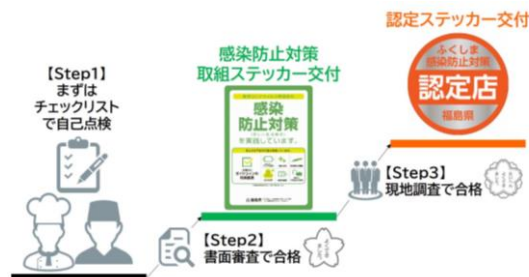 【Step1】
まずは
チェックリスト
で自己点検
感染防止対策
取組ステッカー交付
感染
防止対策
を実践しています。
【Step2】
書面審査で合格
認定ステッカー交付
ふくしま
感染防止対策
認定店
福島県
【Step3】
現地調査で合格